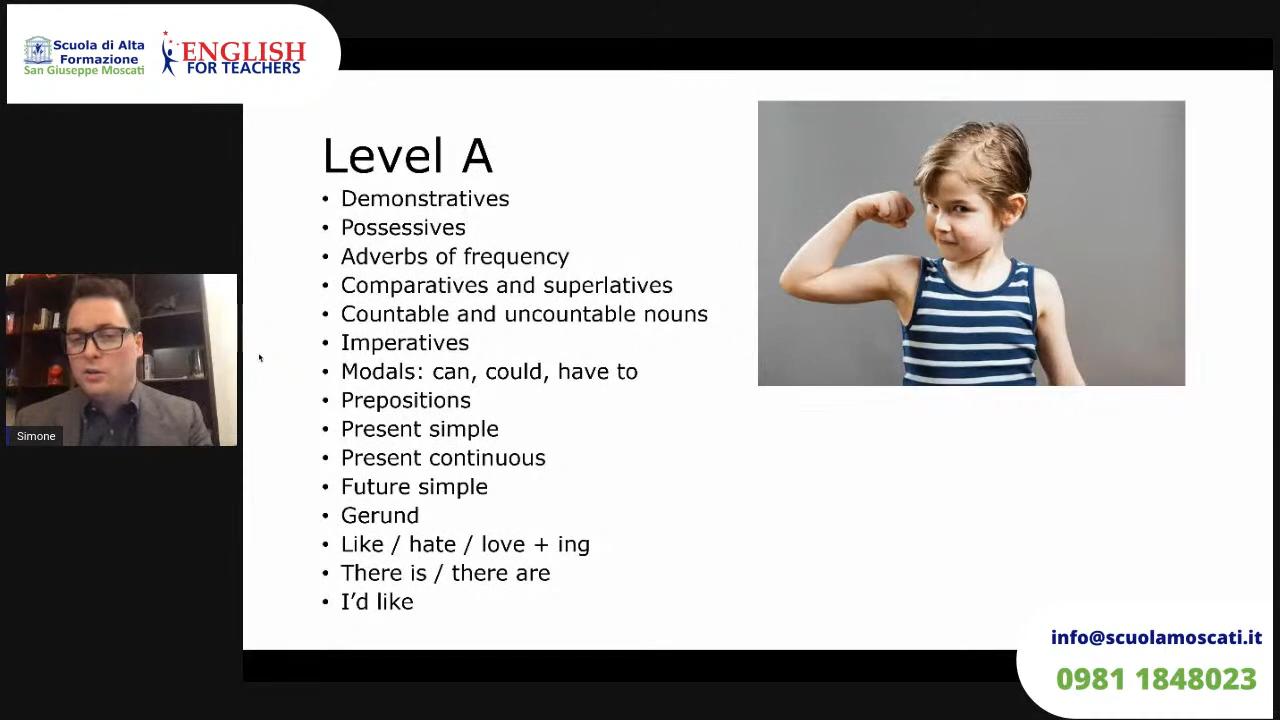 Scuola di Alta
Formazione
San Giuseppe Moscati
ENGLISH
FOR TEACHERS
Level A
• Demonstratives
• Possessives
• Adverbs of frequency
• Comparatives and superlatives
• Countable and uncountable nouns
• Imperatives
• Modals: can, could, have to
• Prepositions
• Present simple
• Present continuous
• Future simple
• Gerund
• Like / hate / love + ing
• There is / there are
• I’d like
Simone
info@scuolamoscati.it
0981 1848023